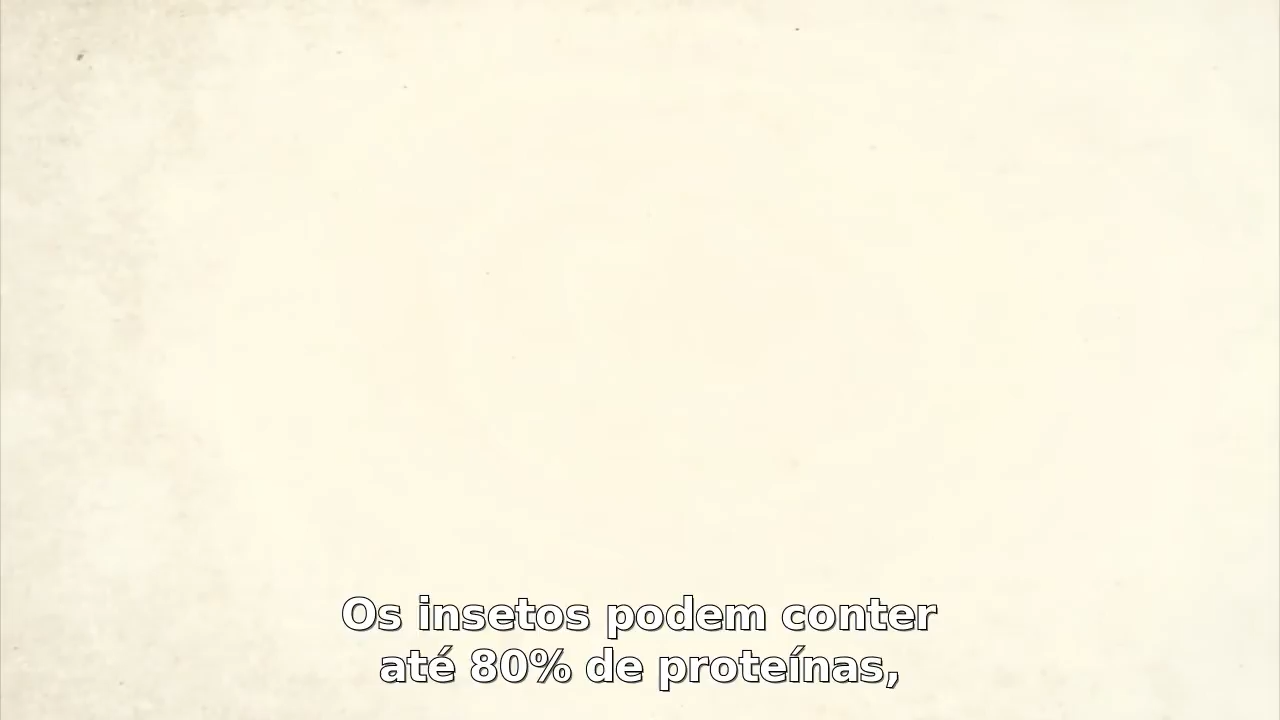 Os insetos podem conter
até 80% de proteínas,